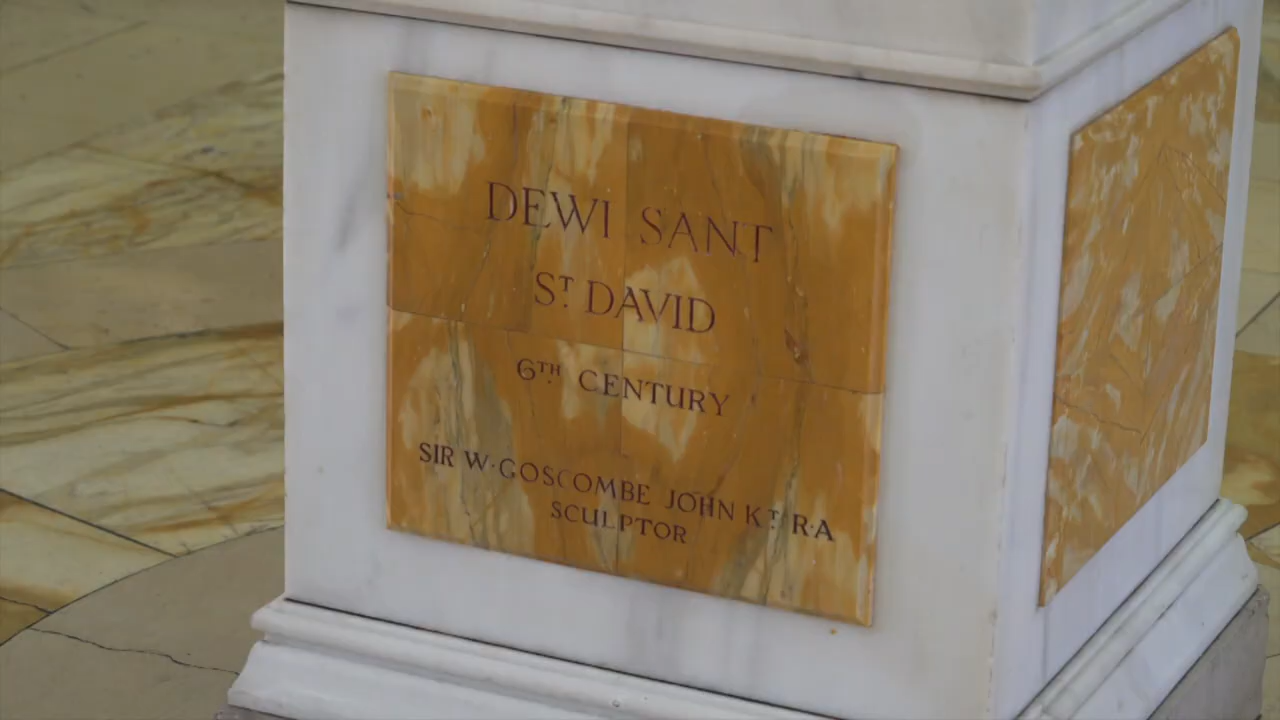 DEWI SANT
ST DAVID
6TH CENTURY
SIR W·GOSCOMBE JOHN KT R·A
SCULPTOR